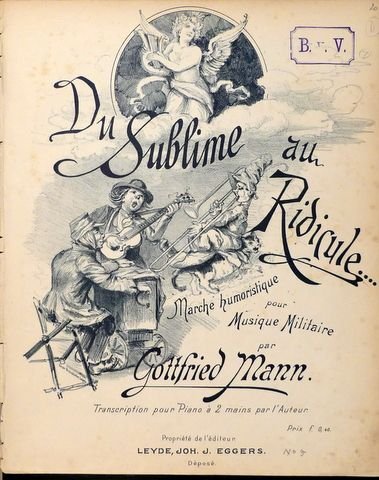 B. v. V.
Du Sublime au Ridicule...
Marche humoristique
pour
Musique Militaire
par
Gottfried Mann.
Transcription pour Piano à 2 mains par l'Auteur.
Prix f. 0,60.
Propriété de l'éditeur
LEYDE, JOH. J. EGGERS.
Déposé.